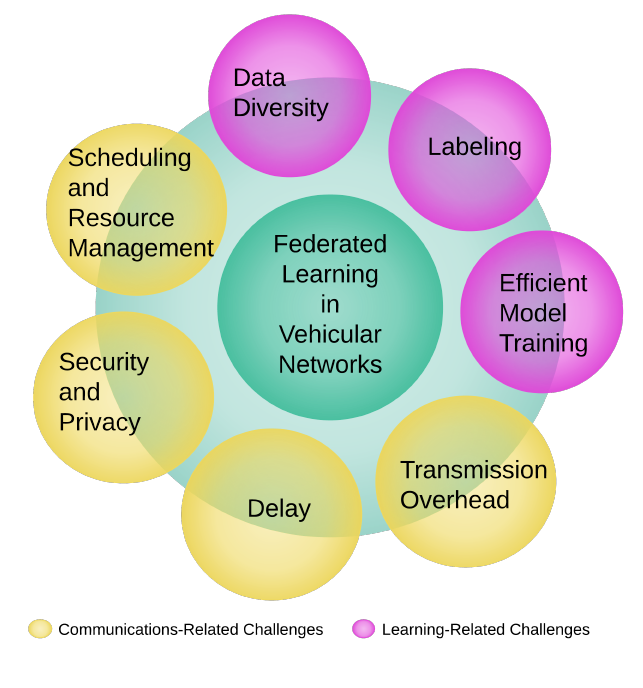 Data
Diversity
Labeling
Scheduling
and
Resource
Management
Federated
Learning
in
Vehicular
Networks
Efficient
Model
Training
Security
and
Privacy
Transmission
Overhead
Delay
Communications-Related Challenges
Learning-Related Challenges